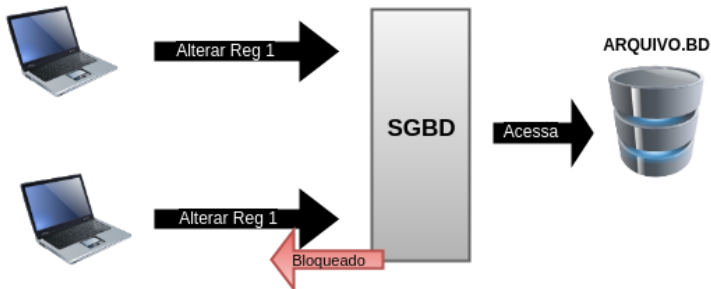 Alterar Reg 1
ARQUIVO.BD
SGBD
Acessa
Alterar Reg 1
Bloqueado